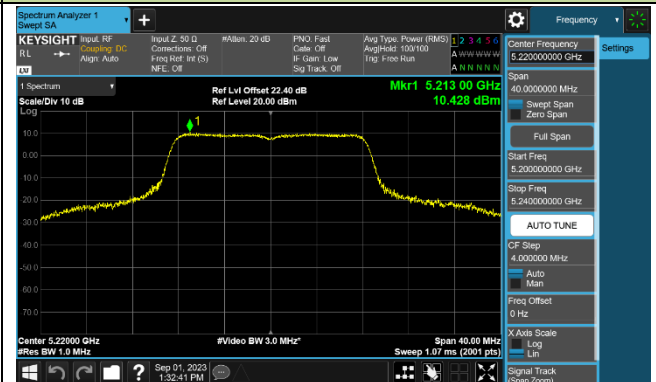 Spectrum Analyzer 1
Swept SA
+
Frequency
KEYSIGHT
RL
LXI
Input: RF
Coupling: DC
Align: Auto
Input Z: 50 Ω
Corrections: Off
Freq Ref: Int (S)
NFE: Off
#Atten: 20 dB
PNO: Fast
Gate: Off
IF Gain: Low
Sig Track: Off
Avg Type: Power (RMS)
Avg|Hold: 100/100
Trig: Free Run
1 2 3 4 5 6
A W W W W W
A N N N N N
1 Spectrum
Scale/Div 10 dB
Log
Ref Lvl Offset 22.40 dB
Ref Level 20.00 dBm
Mkr1 5.213 00 GHz
10.428 dBm
1
10.0
0.00
10.0
20.0
30.0
40.0
-50.0
60.0
70.0
Center 5.22000 GHz
#Res BW 1.0 MHz
#Video BW 3.0 MHz*
Span 40.00 MHz
Sweep 1.07 ms (2001 pts)
Center Frequency
5.220000000 GHz
Settings
Span
40.0000000 MHz
Swept Span
Zero Span
Full Span
Start Freq
5.200000000 GHz
Stop Freq
5.240000000 GHz
AUTO TUNE
CF Step
4.000000 MHz
Auto
Man
Freq Offset
0 Hz
X Axis Scale
Log
Lin
Signal Track
(Span Zoom)
?
Sep 01, 2023
1:32:41 PM